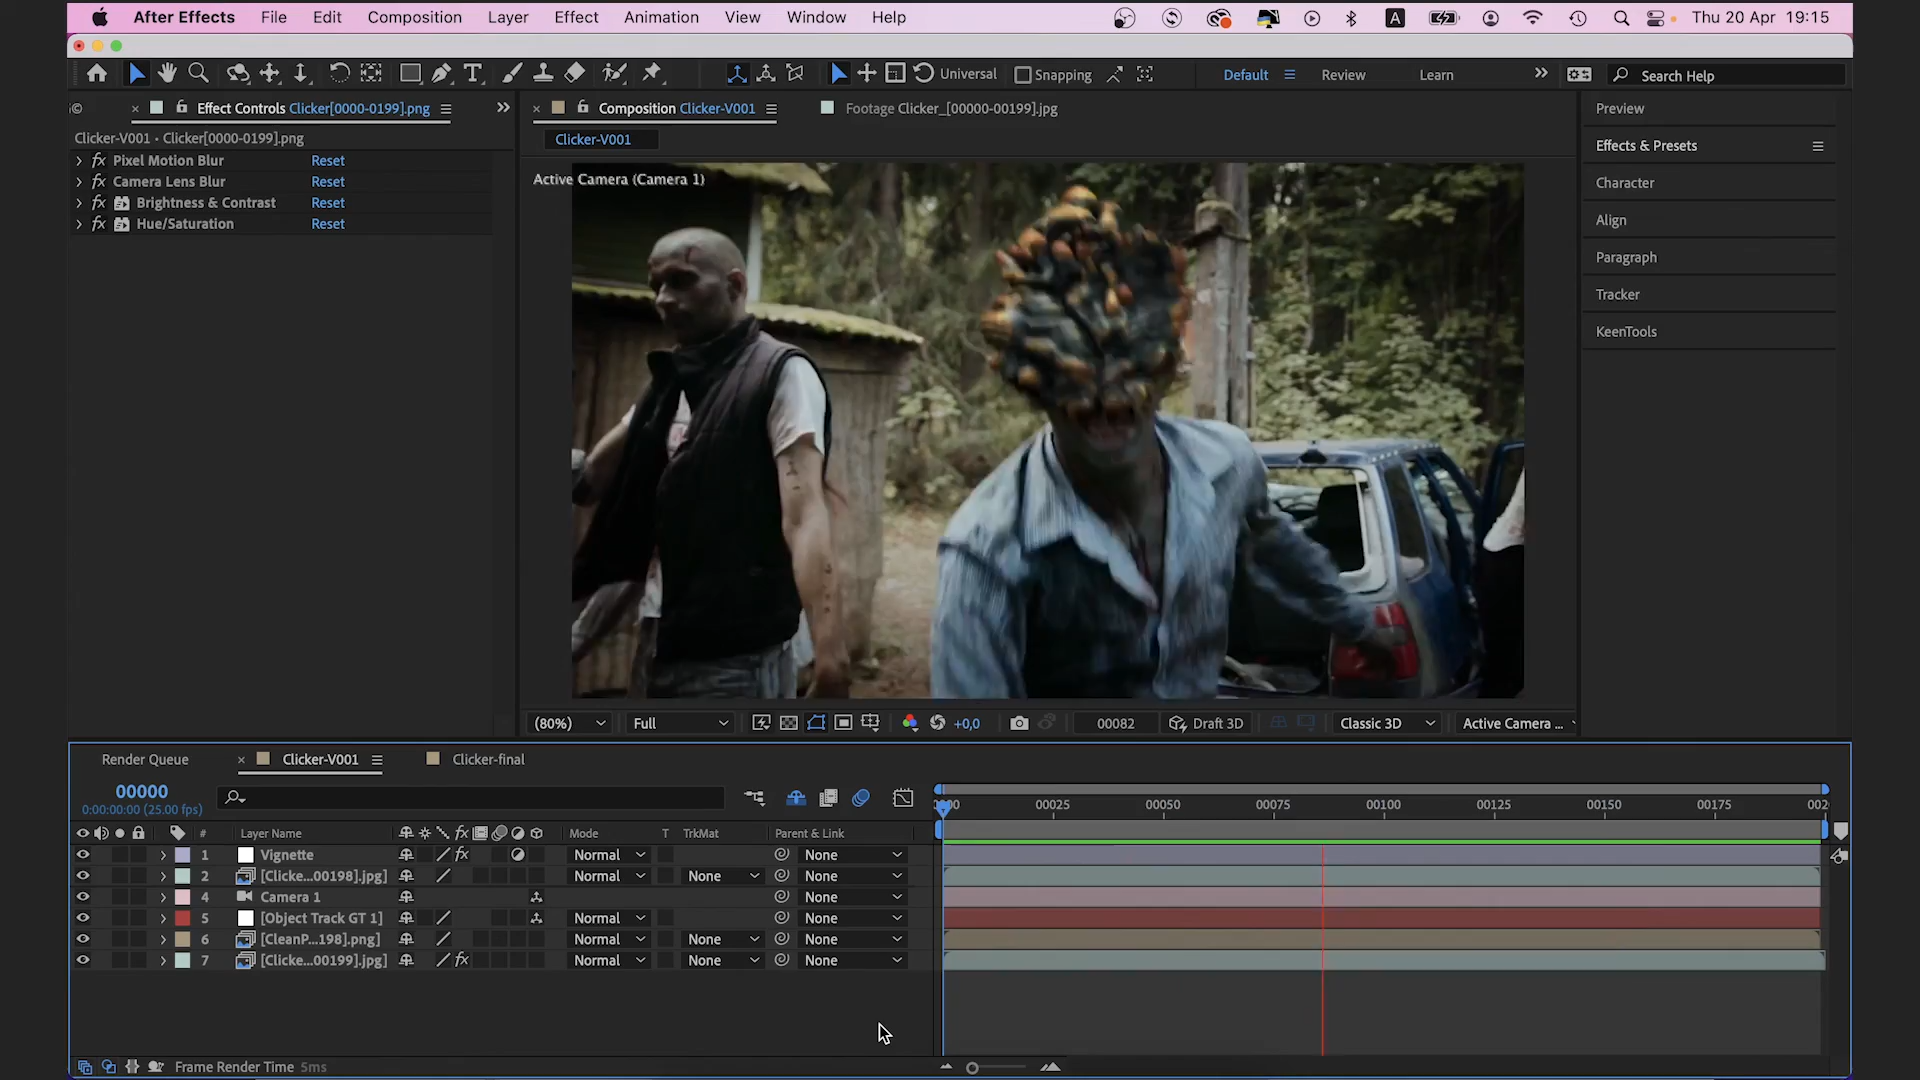 After Effects File Edit Composition Layer Effect Animation View Window Help A Thu 20 Apr 19:15
Universal Snapping Default Review Learn Search Help
Effect Controls Clicker[0000-0199].png
Composition Clicker-V001
Footage Clicker_[00000-00199].jpg
Clicker-V001 • Clicker[0000-0199].png
Clicker-V001
fx Pixel Motion Blur Reset
fx Camera Lens Blur Reset
fx Brightness & Contrast Reset
fx Hue/Saturation Reset
Active Camera (Camera 1)
Preview
Effects & Presets
Character
Align
Paragraph
Tracker
KeenTools
(80%) Full +0,0 00082 Draft 3D Classic 3D Active Camera ...
Render Queue Clicker-V001 Clicker-final
00000
0:00:00:00 (25.00 fps)
00025 00050 00075 00100 00125 00150 00175
# Layer Name fx Mode T TrkMat Parent & Link
1 Vignette fx Normal None
2 [Clicke...00198].jpg] Normal None None
4 Camera 1 None
5 [Object Track GT 1] Normal None
6 [CleanP...198].png] Normal None None
7 [Clicke...00199].jpg] fx Normal None None
Frame Render Time 5ms